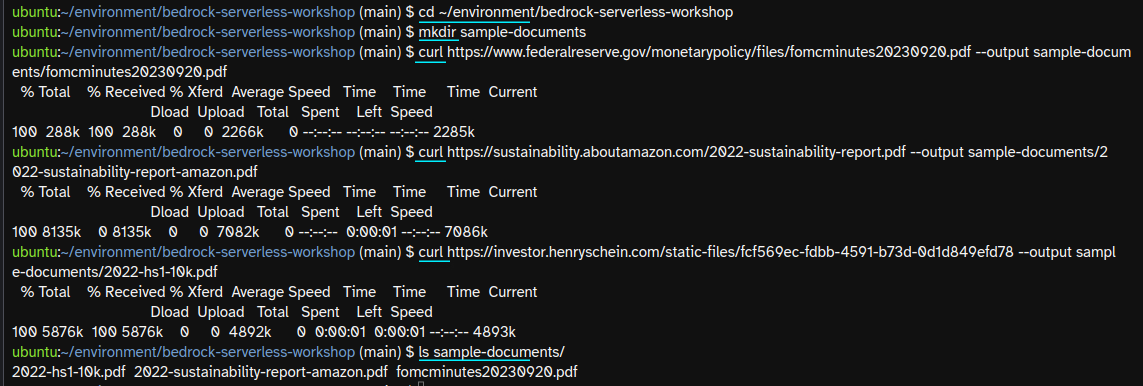 ubuntu:~/environment/bedrock-serverless-workshop (main) $ cd ~/environment/bedrock-serverless-workshop
ubuntu:~/environment/bedrock-serverless-workshop (main) $ mkdir sample-documents
ubuntu:~/environment/bedrock-serverless-workshop (main) $ curl https://www.federalreserve.gov/monetarypolicy/files/fomcminutes20230920.pdf --output sample-docum
ents/fomcminutes20230920.pdf
% Total % Received % Xferd Average Speed Time Time Time Current
Dload Upload Total Spent Left Speed
100 288k 100 288k 0 0 2266k 0 --:--:-- --:--:-- --:--:-- 2285k
ubuntu:~/environment/bedrock-serverless-workshop (main) $ curl https://sustainability.aboutamazon.com/2022-sustainability-report.pdf --output sample-documents/2
022-sustainability-report-amazon.pdf
% Total % Received % Xferd Average Speed Time Time Time Current
Dload Upload Total Spent Left Speed
100 8135k 0 8135k 0 0 7082k 0 --:--:-- 0:00:01 --:--:-- 7086k
ubuntu:~/environment/bedrock-serverless-workshop (main) $ curl https://investor.henryschein.com/static-files/fcf569ec-fdbb-4591-b73d-0d1d849efd78 --output sampl
e-documents/2022-hs1-10k.pdf
% Total % Received % Xferd Average Speed Time Time Time Current
Dload Upload Total Spent Left Speed
100 5876k 100 5876k 0 0 4892k 0 0:00:01 0:00:01 --:--:-- 4893k
ubuntu:~/environment/bedrock-serverless-workshop (main) $ ls sample-documents/
2022-hs1-10k.pdf 2022-sustainability-report-amazon.pdf fomcminutes20230920.pdf